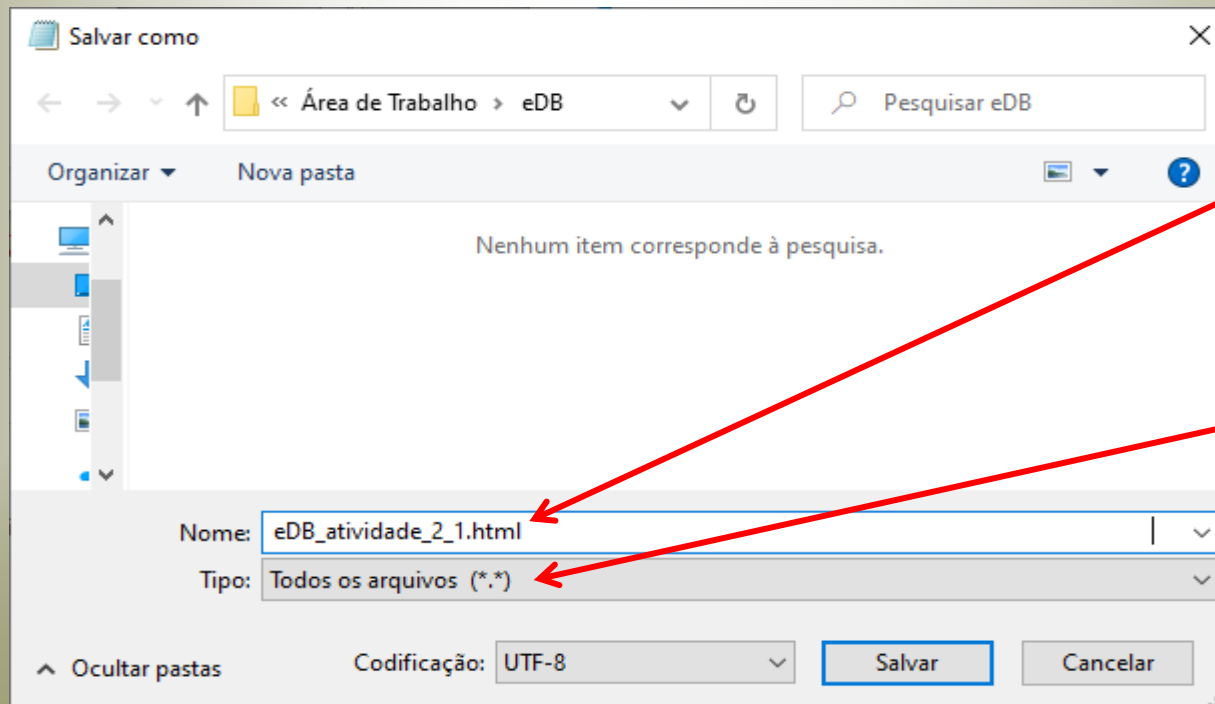 Salvar como
« Área de Trabalho › eDB
Pesquisar eDB
Organizar
Nova pasta
?
Nenhum item corresponde à pesquisa.
Nome: eDB_atividade_2_1.html
Tipo: Todos os arquivos (*.*)
Ocultar pastas
Codificação: UTF-8
Salvar
Cancelar